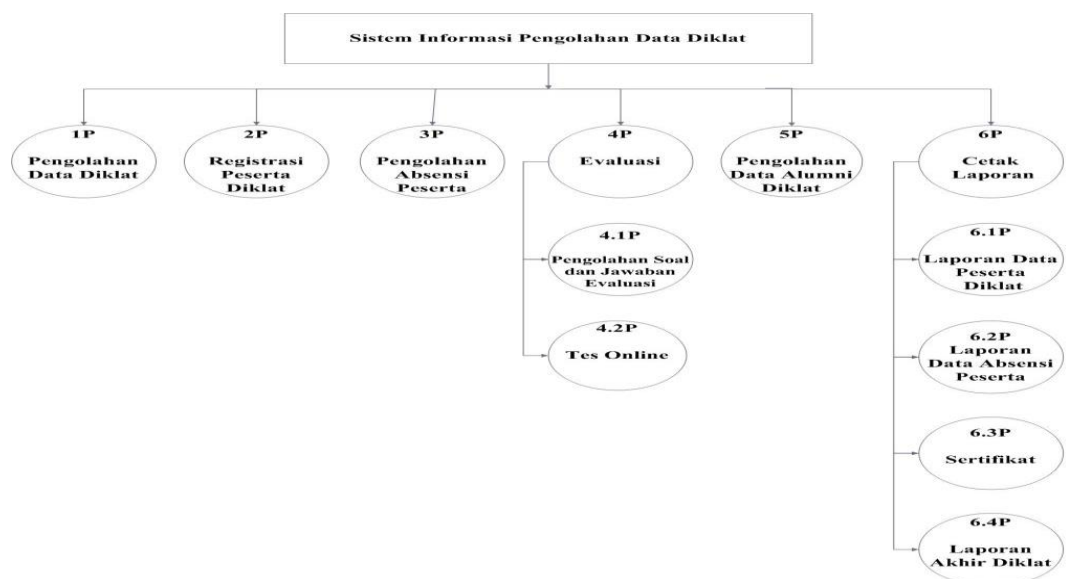 Sistem Informasi Pengolahan Data Diklat
1P
Pengolahan
Data Diklat
2P
Registrasi
Peserta
Diklat
3P
Pengolahan
Absensi
Peserta
4P
Evaluasi
5P
Pengolahan
Data Alumni
Diklat
6P
Cetak
Laporan
4.1P
Pengolahan Soal
dan Jawaban
Evaluasi
4.2P
Tes Online
6.1P
Laporan Data
Peserta
Diklat
6.2P
Laporan
Data Absensi
Peserta
6.3P
Sertifikat
6.4P
Laporan
Akhir Diklat